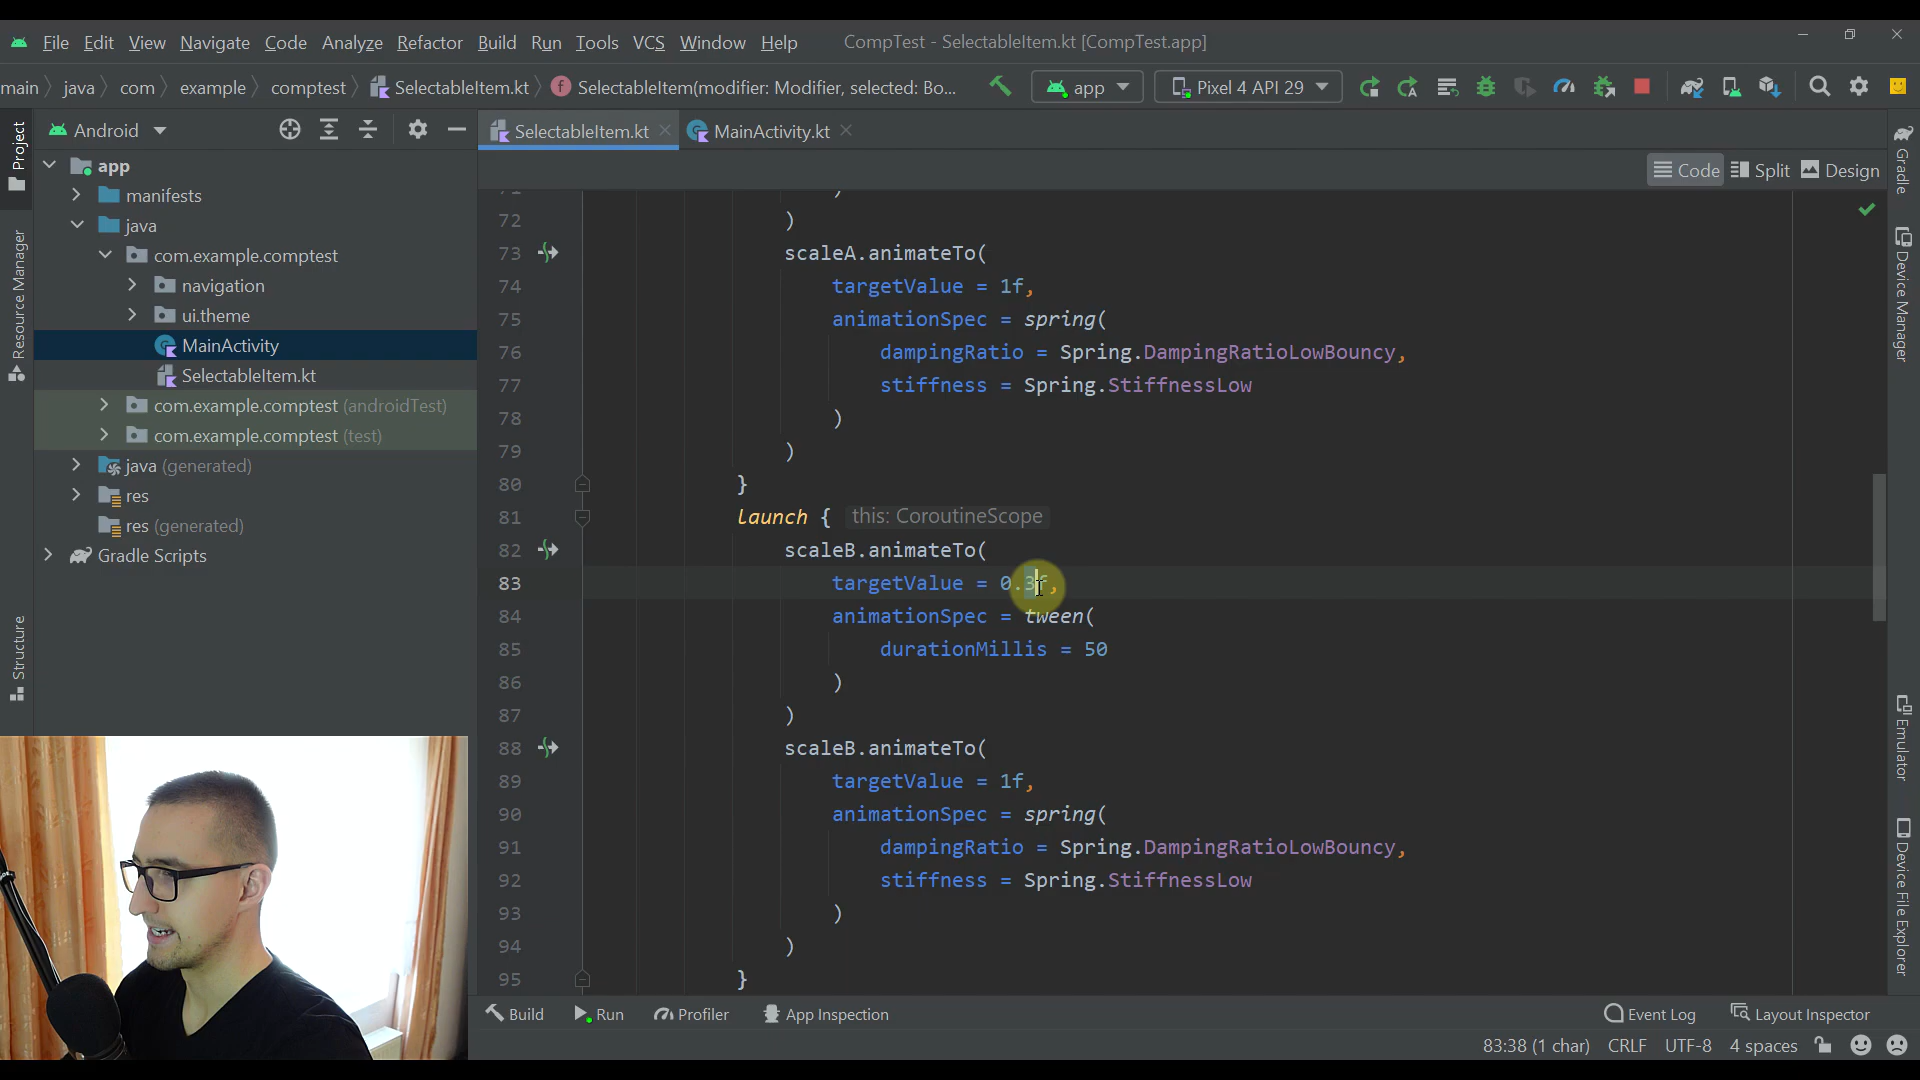 File Edit View Navigate Code Analyze Refactor Build Run Tools VCS Window Help CompTest - SelectableItem.kt [CompTest.app]
main java com example comptest SelectableItem.kt SelectableItem(modifier: Modifier, selected: Bo... app Pixel 4 API 29
Android
SelectableItem.kt MainActivity.kt
Code Split Design
Project
Resource Manager
Structure
app
manifests
java
com.example.comptest
navigation
ui.theme
MainActivity
SelectableItem.kt
com.example.comptest (androidTest)
com.example.comptest (test)
java (generated)
res
res (generated)
Gradle Scripts
72 )
73 scaleA.animateTo(
74 targetValue = 1f,
75 animationSpec = spring(
76 dampingRatio = Spring.DampingRatioLowBouncy,
77 stiffness = Spring.StiffnessLow
78 )
79 )
80 }
81 launch { this: CoroutineScope
82 scaleB.animateTo(
83 targetValue = 0.3f,
84 animationSpec = tween(
85 durationMillis = 50
86 )
87 )
88 scaleB.animateTo(
89 targetValue = 1f,
90 animationSpec = spring(
91 dampingRatio = Spring.DampingRatioLowBouncy,
92 stiffness = Spring.StiffnessLow
93 )
94 )
95 }
Gradle
Device Manager
Emulator
Device File Explorer
Build Run Profiler App Inspection Event Log Layout Inspector
83:38 (1 char) CRLF UTF-8 4 spaces